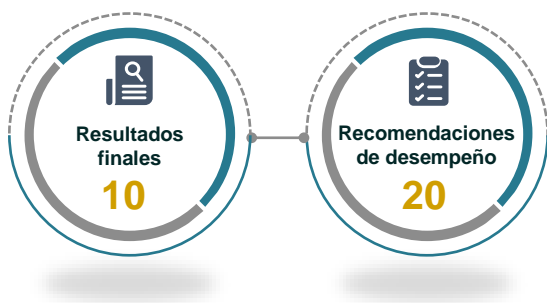 Resultados
finales
10
Recomendaciones
de desempeño
20